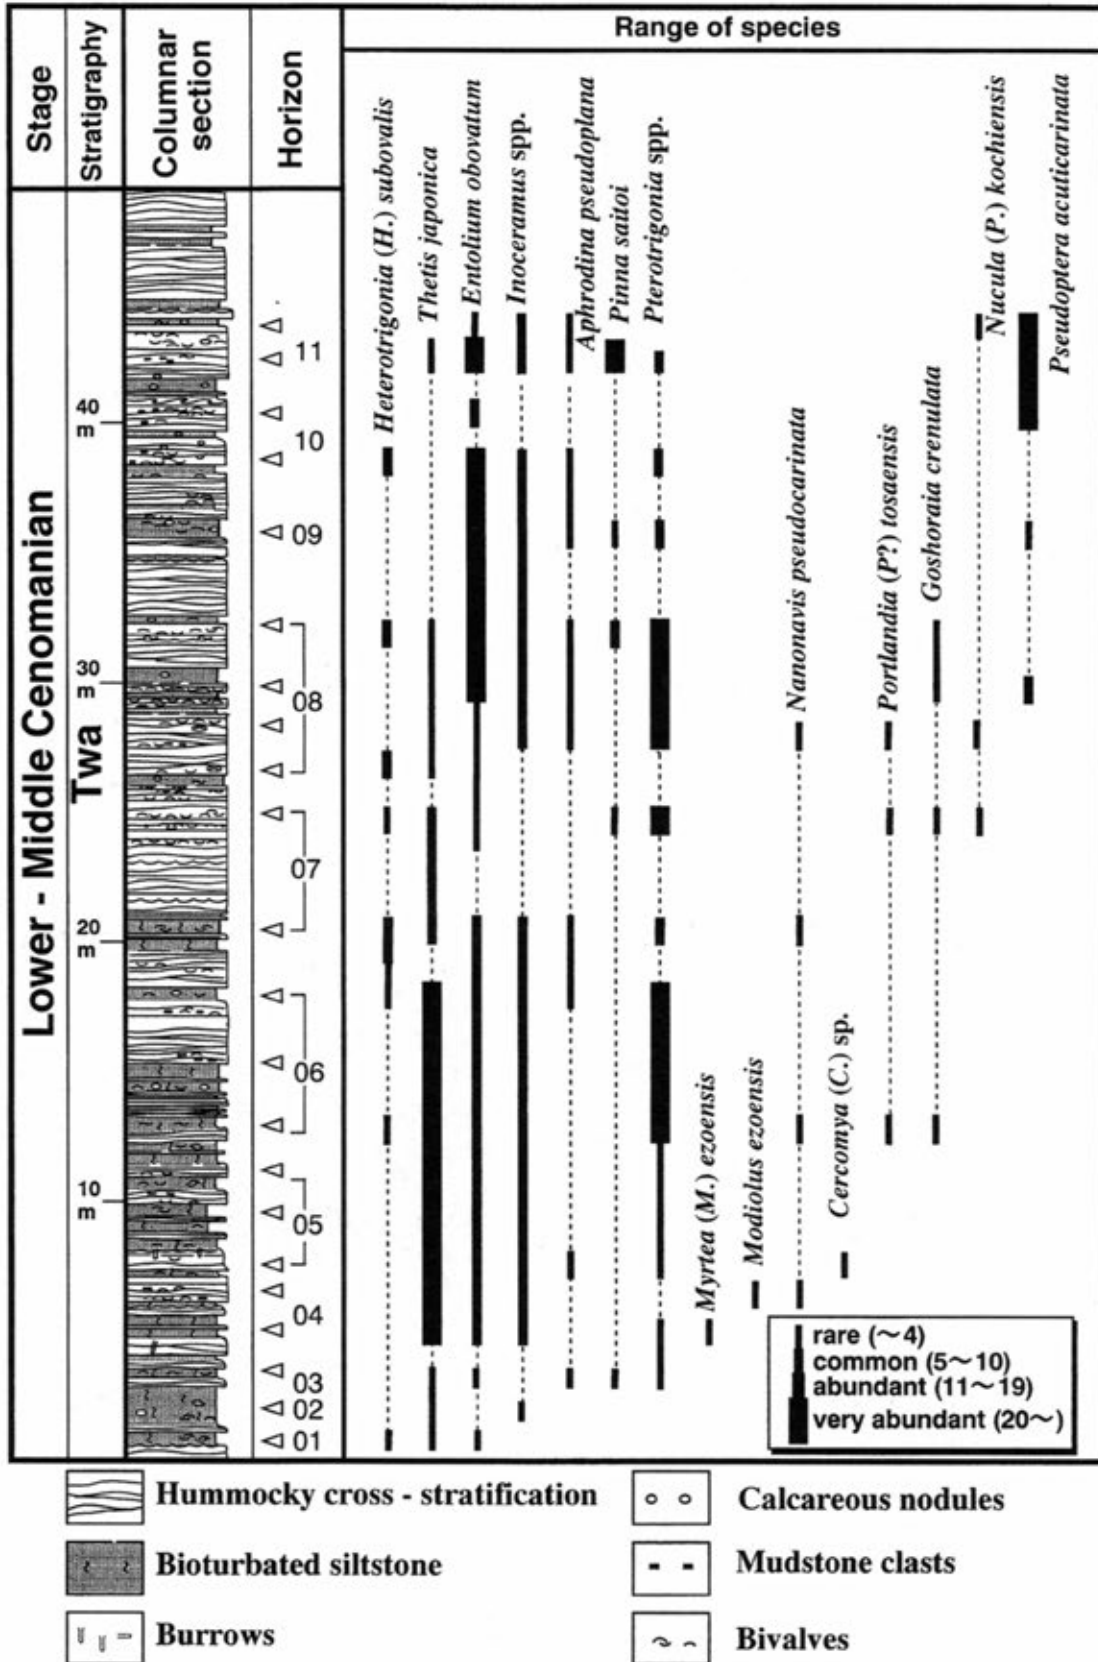 Stage
Stratigraphy
Columnar section
Horizon
Range of species
Heterotrigonia (H.) subovalis
Thetis japonica
Entolium obovatum
Inoceramus spp.
Aphrodina pseudoplana
Pinna saitoi
Pterotrigonia spp.
Myrtea (M.) ezoensis
Modiolus ezoensis
Nanonavis pseudocarinata
Cercomya (C.) sp.
Portlandia (P?) tosaensis
Goshoraia crenulata
Nucula (P.) kochiensis
Pseudoptera acuticarinata
Lower - Middle Cenomanian
Twa
40 m
30 m
20 m
10 m
11
10
09
08
07
06
05
04
03
02
01
rare (~4)
common (5~10)
abundant (11~19)
very abundant (20~)
Hummocky cross - stratification
Calcareous nodules
Bioturbated siltstone
Mudstone clasts
Burrows
Bivalves